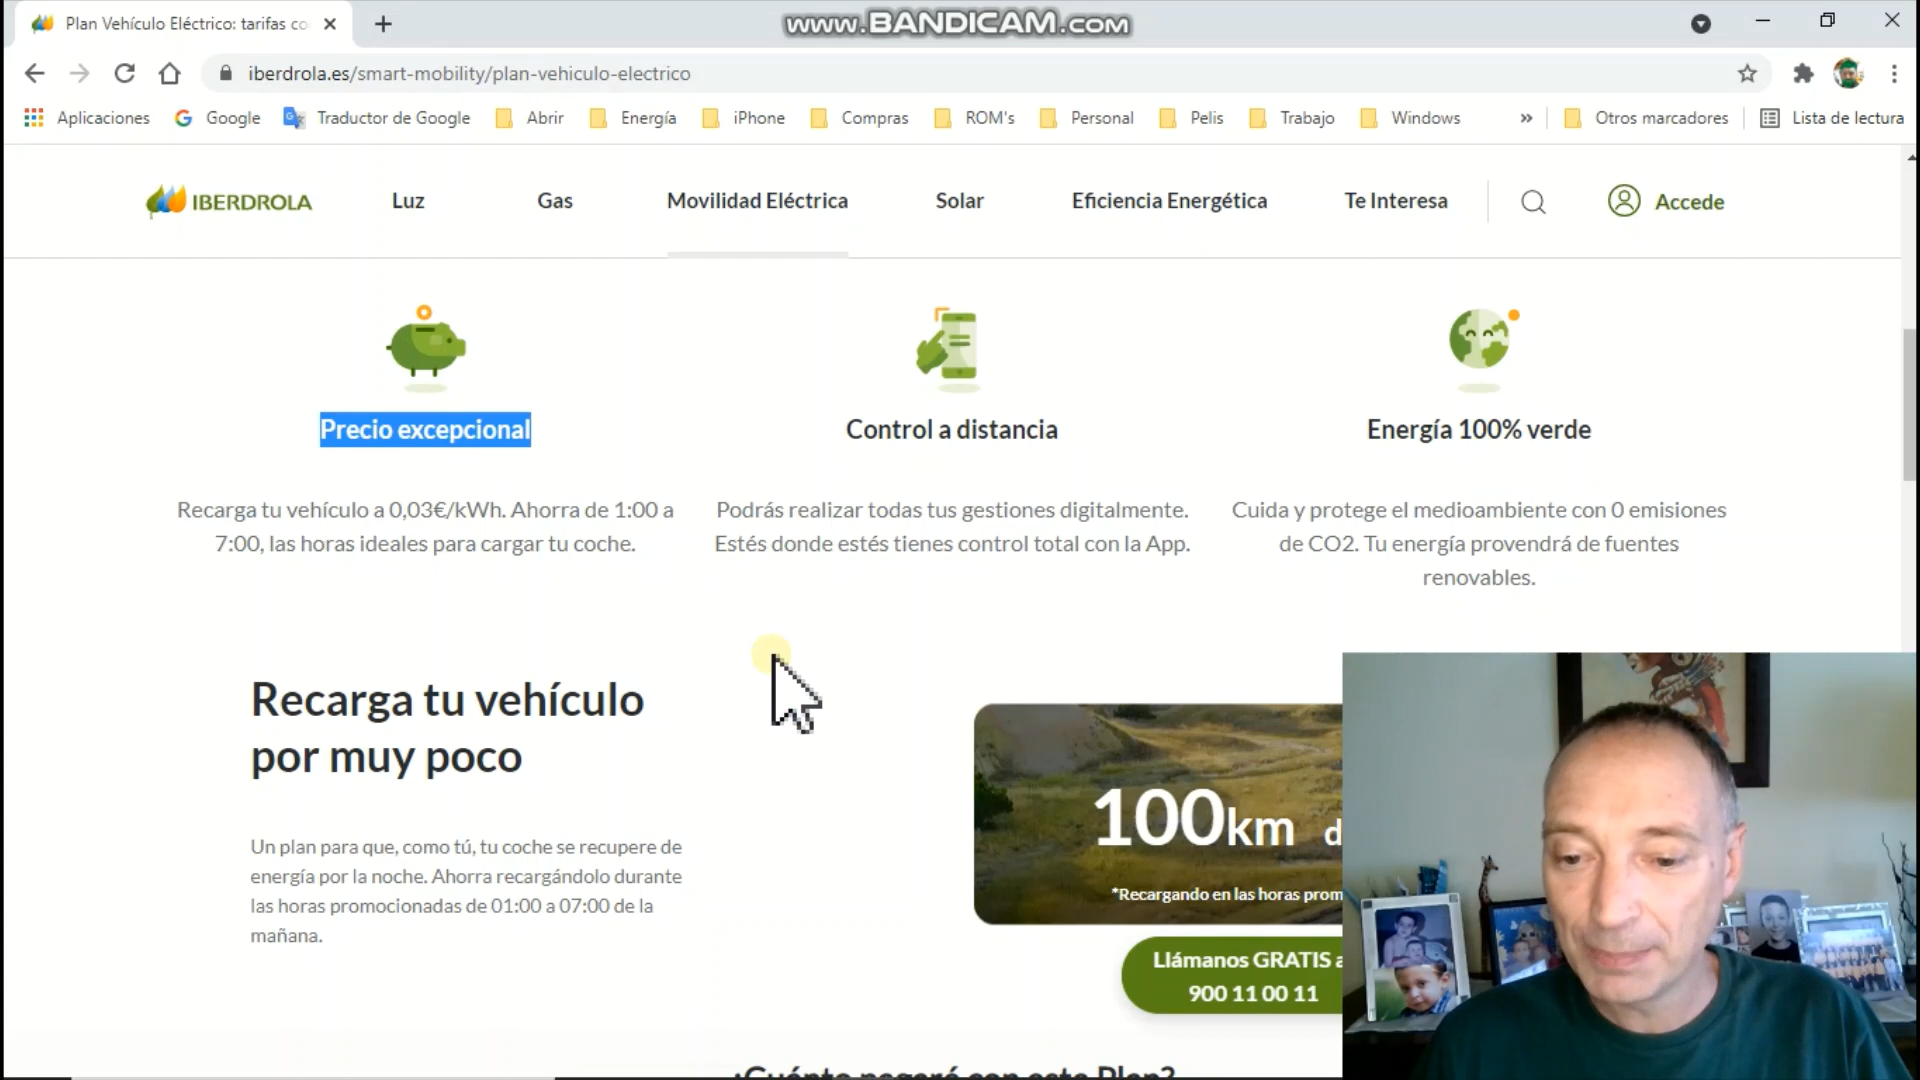 Plan Vehículo Eléctrico: tarifas co
www.BANDICAM.com
iberdrola.es/smart-mobility/plan-vehiculo-electrico
Aplicaciones
Google
Traductor de Google
Abrir
Energía
iPhone
Compras
ROM's
Personal
Pelis
Trabajo
Windows
»
Otros marcadores
Lista de lectura
IBERDROLA
Luz
Gas
Movilidad Eléctrica
Solar
Eficiencia Energética
Te Interesa
Accede
Precio excepcional
Recarga tu vehículo a 0,03€/kWh. Ahorra de 1:00 a
7:00, las horas ideales para cargar tu coche.
Control a distancia
Podrás realizar todas tus gestiones digitalmente.
Estés donde estés tienes control total con la App.
Energía 100% verde
Cuida y protege el medioambiente con 0 emisiones
de CO2. Tu energía provendrá de fuentes
renovables.
Recarga tu vehículo
por muy poco
Un plan para que, como tú, tu coche se recupere de
energía por la noche. Ahorra recargándolo durante
las horas promocionadas de 01:00 a 07:00 de la
mañana.
100km d
*Recargando en las horas prom
Llámanos GRATIS a
900 11 00 11
¿Cuánto pagaré con este Plan?